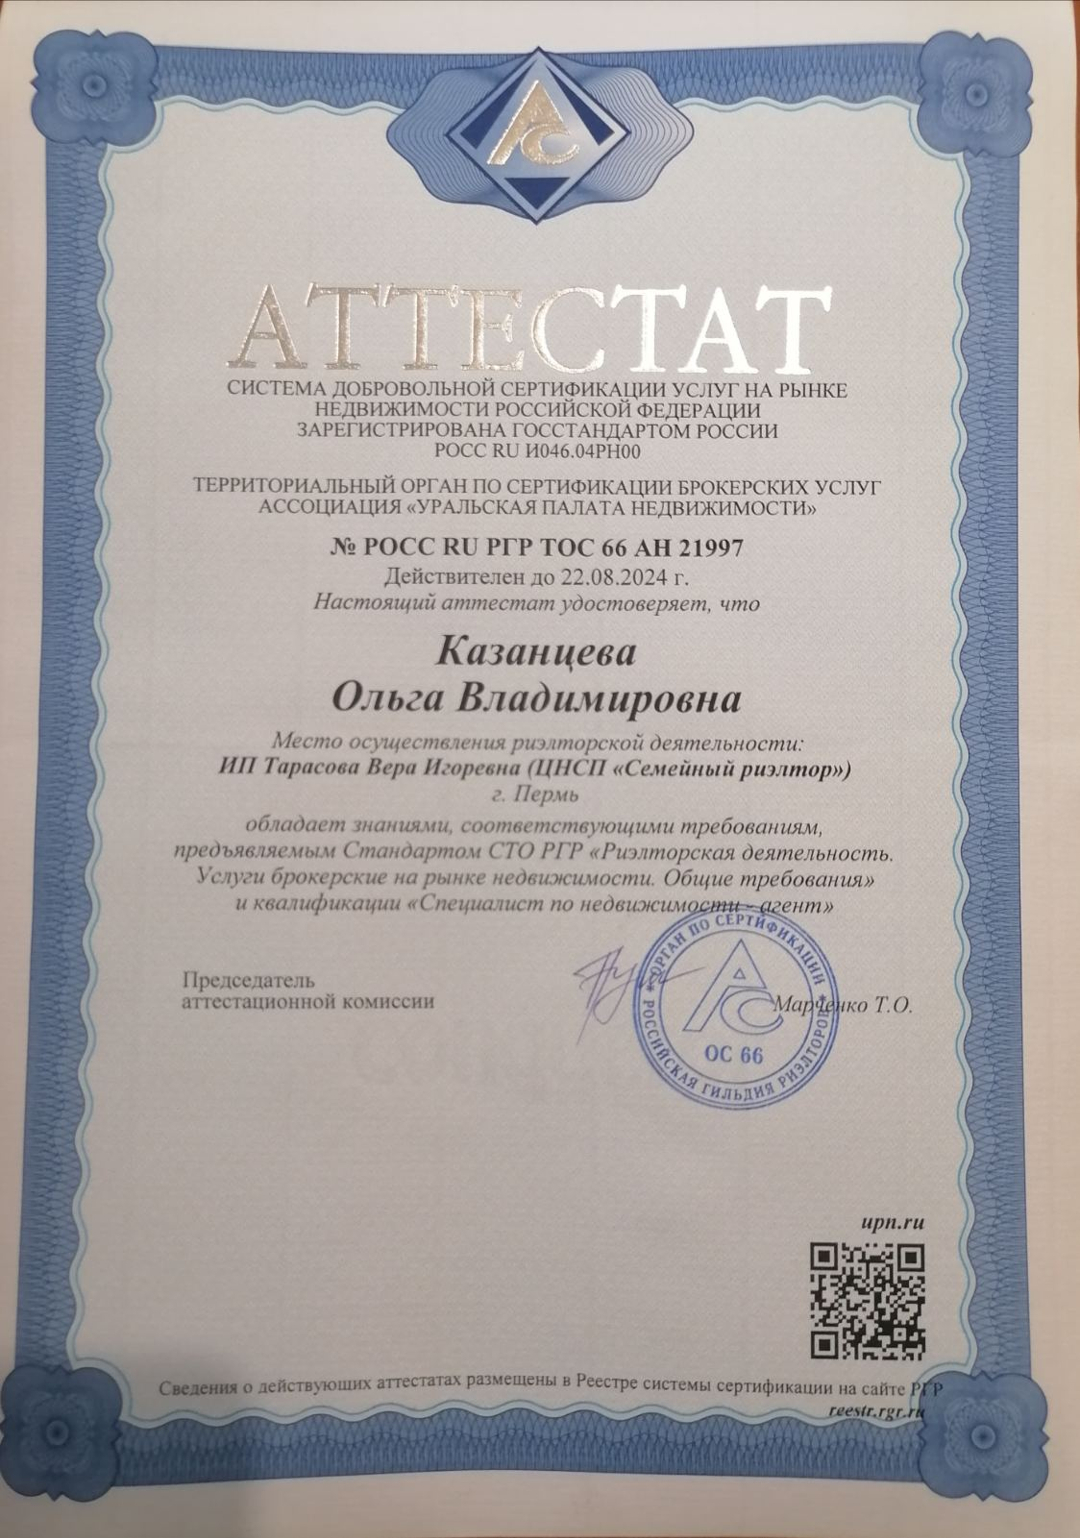 АС
АТТЕСТАТ
СИСТЕМА ДОБРОВОЛЬНОЙ СЕРТИФИКАЦИИ УСЛУГ НА РЫНКЕ
НЕДВИЖИМОСТИ РОССИЙСКОЙ ФЕДЕРАЦИИ
ЗАРЕГИСТРИРОВАНА ГОССТАНДАРТОМ РОССИИ
РОСС RU И046.04РН00
ТЕРРИТОРИАЛЬНЫЙ ОРГАН ПО СЕРТИФИКАЦИИ БРОКЕРСКИХ УСЛУГ
АССОЦИАЦИЯ «УРАЛЬСКАЯ ПАЛАТА НЕДВИЖИМОСТИ»
№ РОСС RU РГР ТОС 66 АН 21997
Действителен до 22.08.2024 г.
Настоящий аттестат удостоверяет, что
Казанцева
Ольга Владимировна
Место осуществления риэлторской деятельности:
ИП Тарасова Вера Игоревна (ЦНСП «Семейный риэлтор»)
г. Пермь
обладает знаниями, соответствующими требованиям,
предъявляемым Стандартом СТО РГР «Риэлторская деятельность.
Услуги брокерские на рынке недвижимости. Общие требования»
и квалификации «Специалист по недвижимости - агент»
Председатель
аттестационной комиссии
Марченко Т.О.
ОРГАН ПО СЕРТИФИКАЦИИ
АС
ОС 66
РОССИЙСКАЯ ГИЛЬДИЯ РИЭЛТОРОВ
upn.ru
Сведения о действующих аттестатах размещены в Реестре системы сертификации на сайте РГР
reestr.rgr.ru